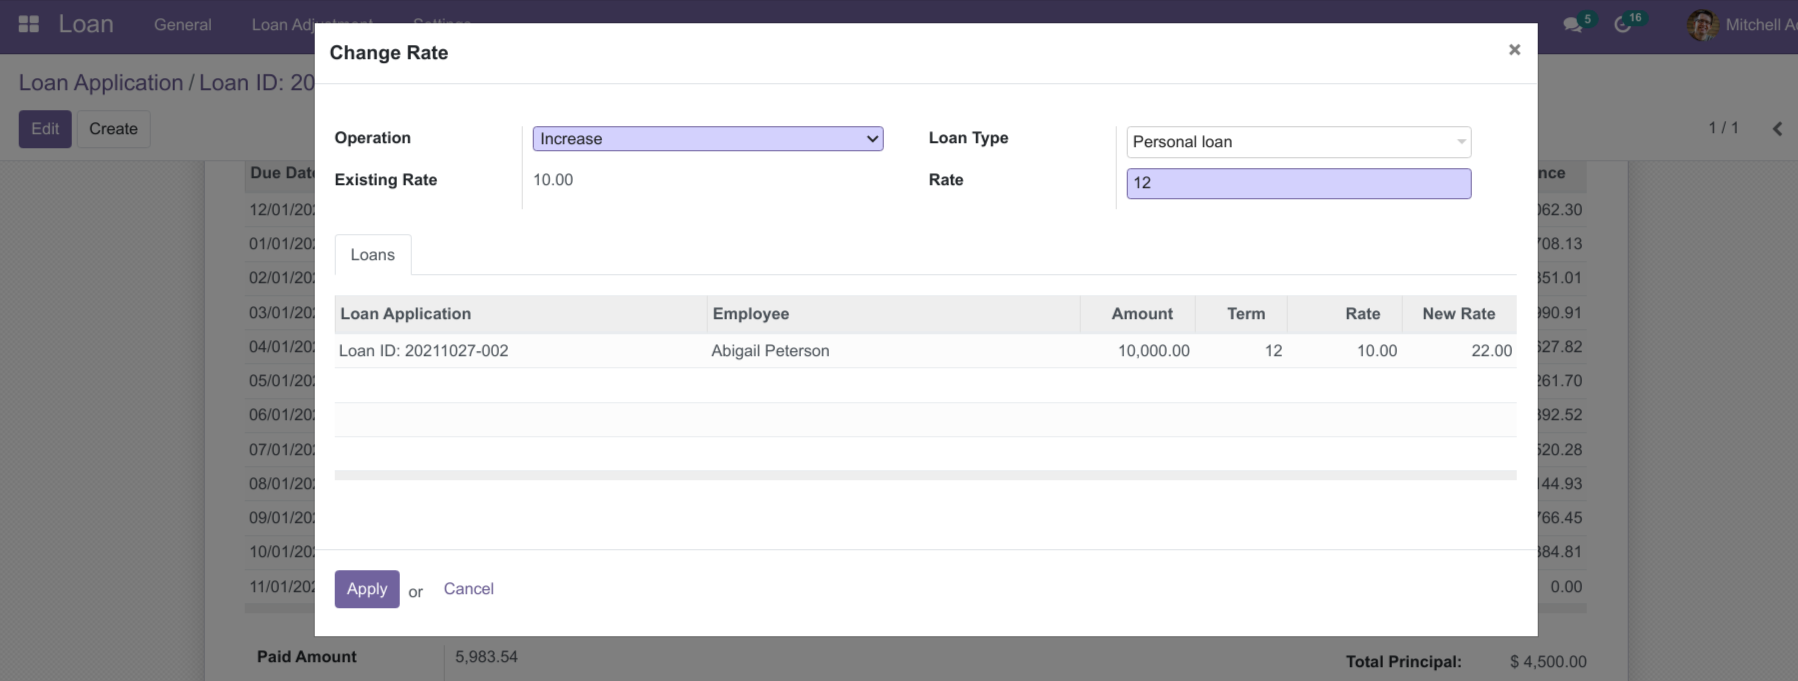 Loan General Loan Adjustment Settings 5 16 Mitchell
Change Rate ×
Loan Application / Loan ID: 20
Edit Create 1 / 1
Operation Increase Loan Type Personal loan
Existing Rate 10.00 Rate 12
Loans
Loan Application Employee Amount Term Rate New Rate
Loan ID: 20211027-002 Abigail Peterson 10,000.00 12 10.00 22.00
Due Date nce
12/01/20 062.30
01/01/20 708.13
02/01/20 351.01
03/01/20 990.91
04/01/20 627.82
05/01/20 261.70
06/01/20 892.52
07/01/20 520.28
08/01/20 144.93
09/01/20 766.45
10/01/20 384.81
11/01/20 0.00
Apply or Cancel
Paid Amount 5,983.54 Total Principal: $ 4,500.00